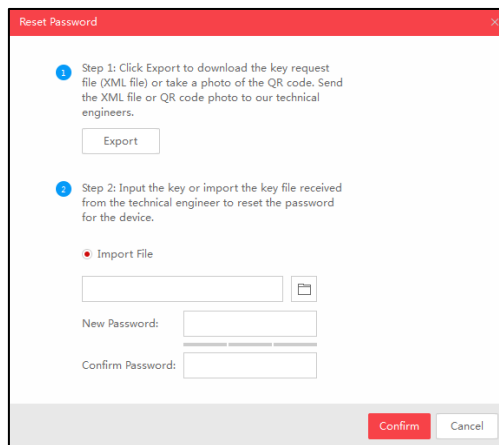 Reset Password
1 Step 1: Click Export to download the key request
file (XML file) or take a photo of the QR code. Send
the XML file or QR code photo to our technical
engineers.
Export
2 Step 2: Input the key or import the key file received
from the technical engineer to reset the password
for the device.
Import File
New Password:
Confirm Password:
Confirm Cancel